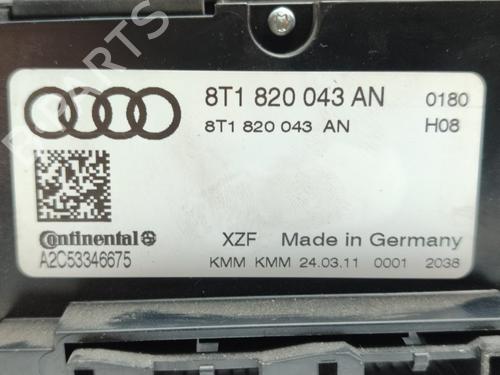 8T1 820 043 AN 0180
8T1 820 043 AN H08
Continental
XZF Made in Germany
A2C53346675
KMM KMM 24.03.11 0001 2038